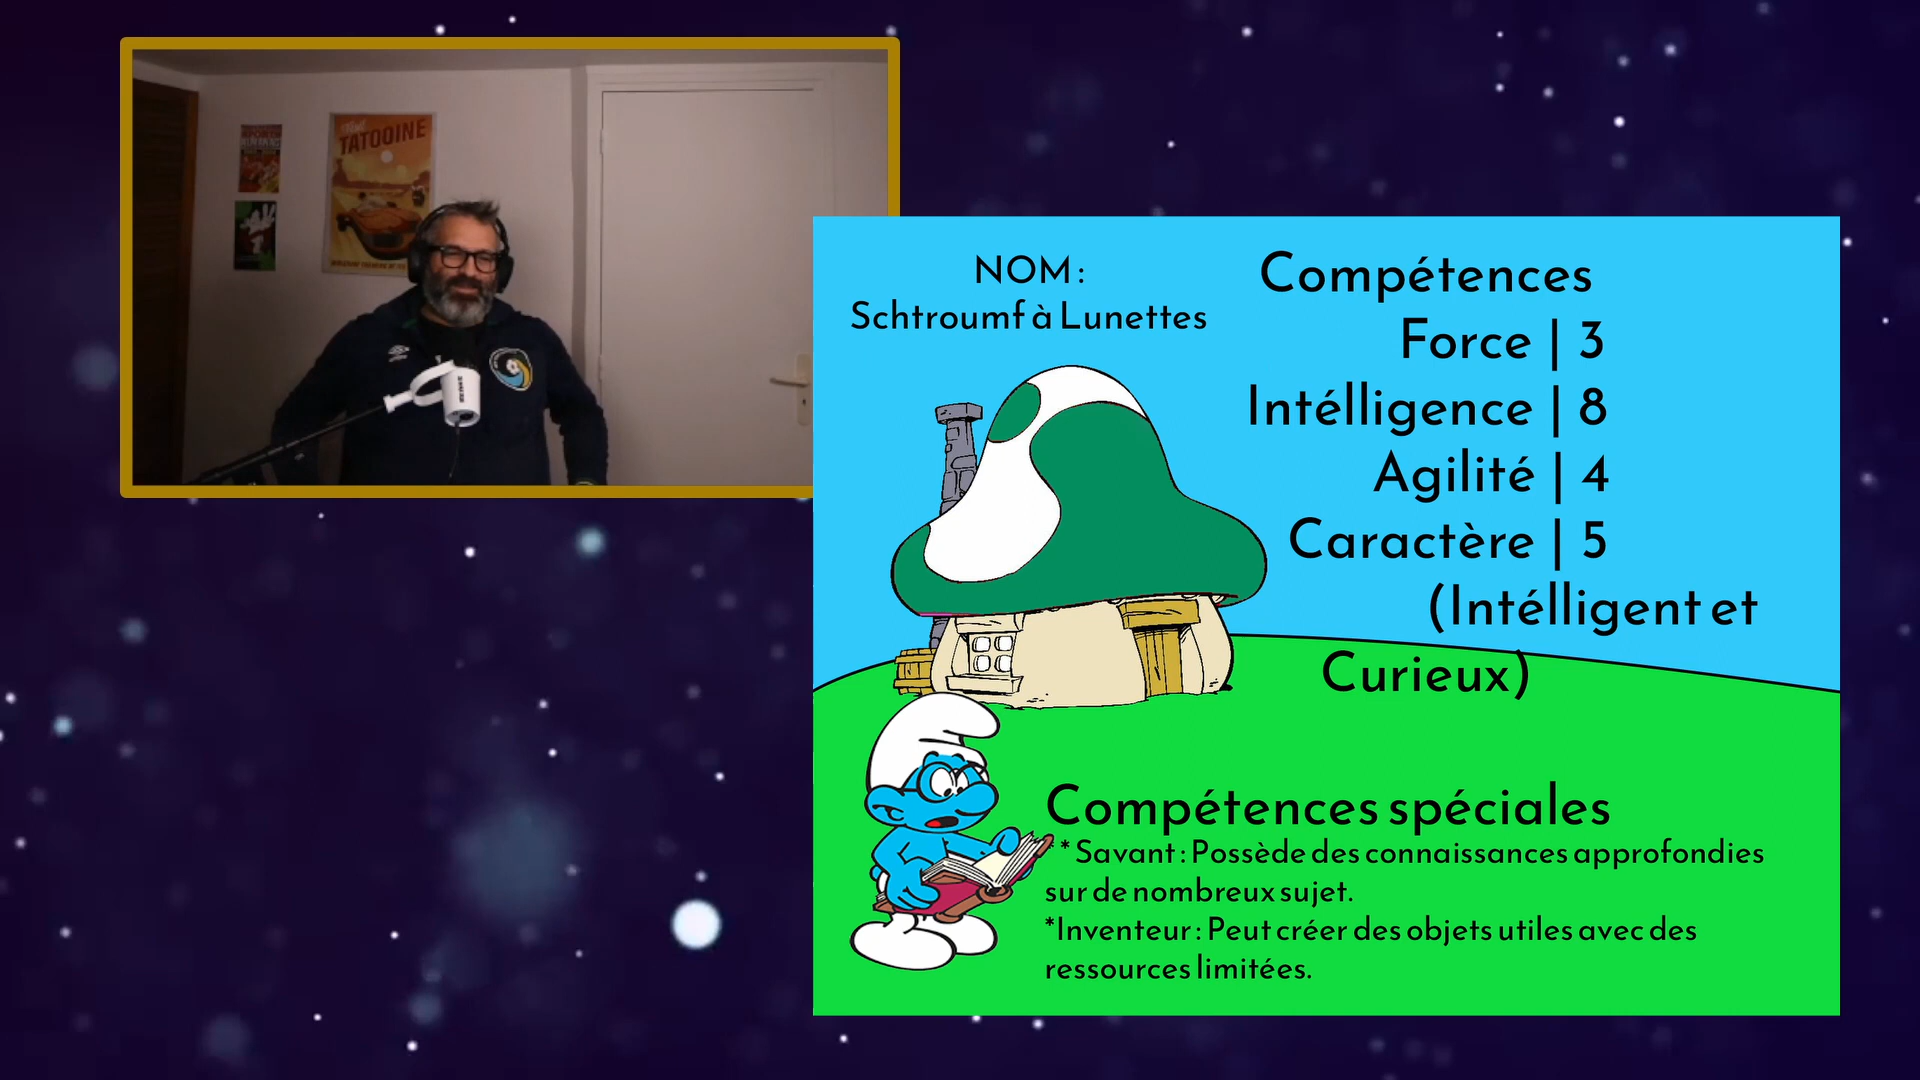 TATOOINE
NOM :
Schtroumf à Lunettes
Compétences
Force | 3
Intélligence | 8
Agilité | 4
Caractère | 5
(Intélligent et
Curieux)
Compétences spéciales
* Savant : Possède des connaissances approfondies
sur de nombreux sujet.
*Inventeur : Peut créer des objets utiles avec des
ressources limitées.